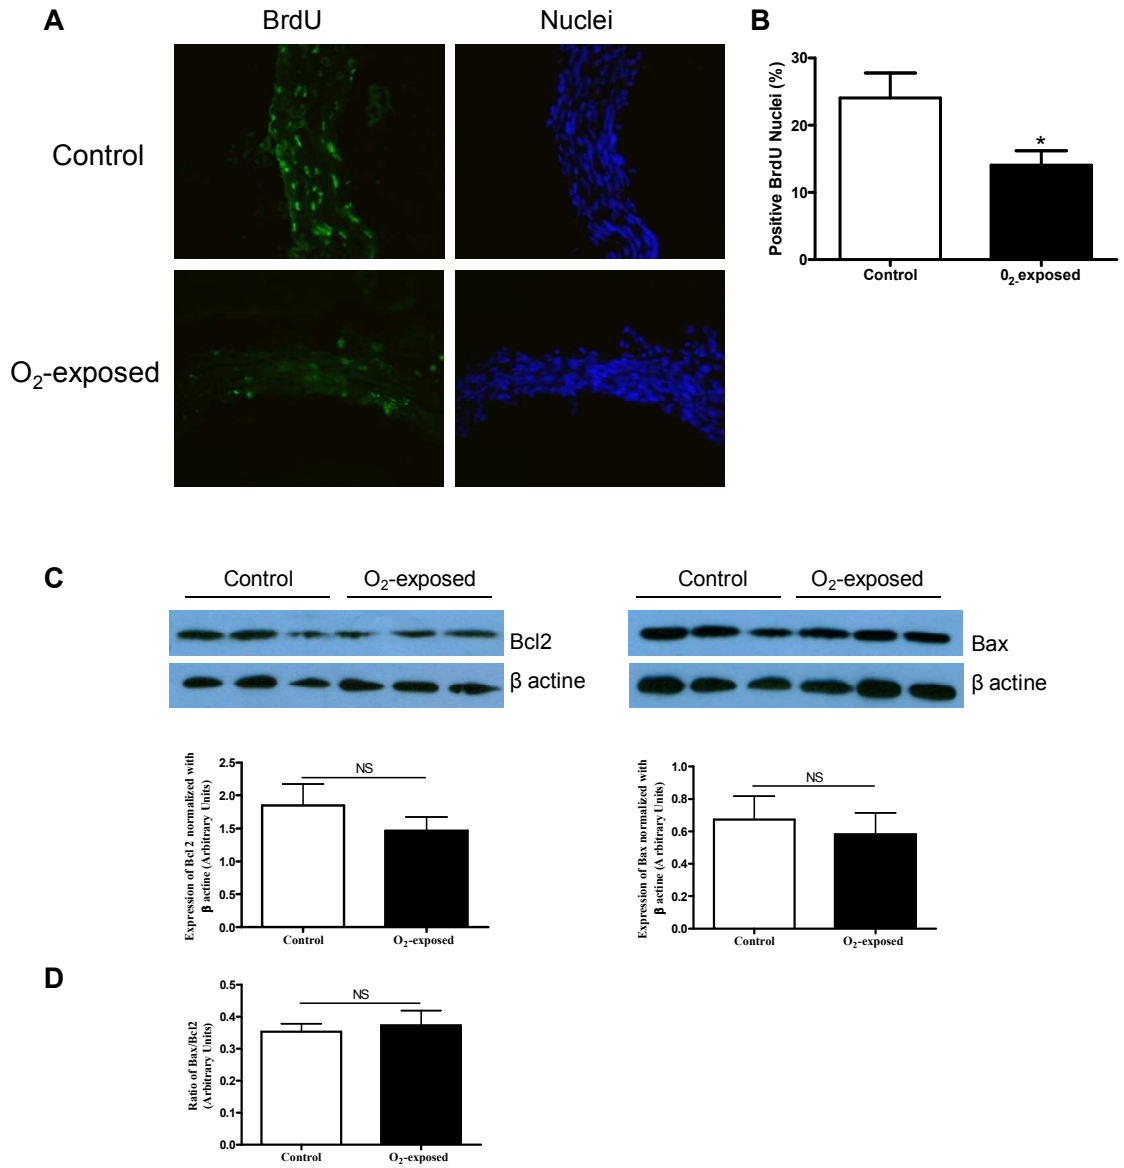 A
BrdU
Nuclei
Control
O₂-exposed
B
Positive BrdU Nuclei (%)
30
20
10
0
Control
0₂-exposed
*
C
Control
O₂-exposed
Bcl2
β actine
Control
O₂-exposed
Bax
β actine
Expression of Bcl 2 normalized with
β actine (Arbitrary Units)
2.5
2.0
1.5
1.0
0.5
0.0
NS
Control
O₂-exposed
Expression of Bax normalized with
β actine (A rbitrary Units)
1.0
0.8
0.6
0.4
0.2
0.0
NS
Control
O₂-exposed
D
Ratio of Bax/Bcl2
(Arbitrary Units)
0.5
0.4
0.3
0.2
0.1
0.0
NS
Control
O₂-exposed